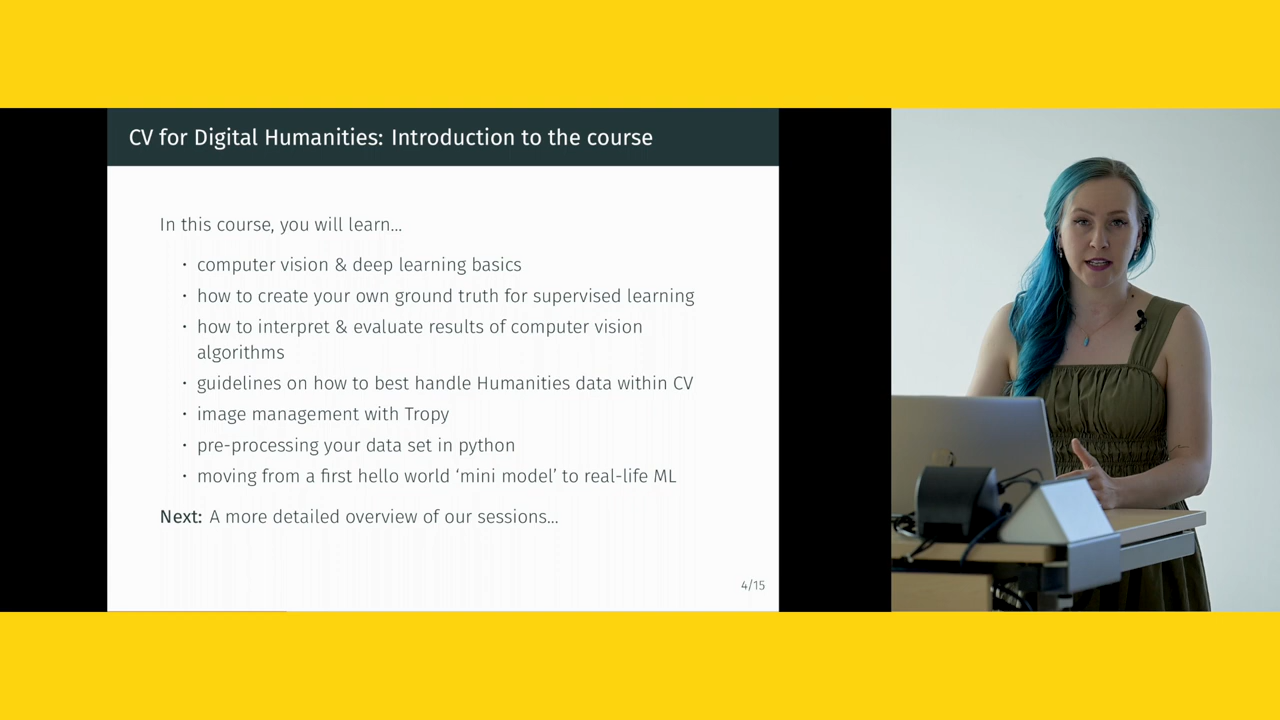 CV for Digital Humanities: Introduction to the course
In this course, you will learn...
• computer vision & deep learning basics
• how to create your own ground truth for supervised learning
• how to interpret & evaluate results of computer vision
algorithms
• guidelines on how to best handle Humanities data within CV
• image management with Tropy
• pre-processing your data set in python
• moving from a first hello world ‘mini model’ to real-life ML
Next: A more detailed overview of our sessions...
4/15